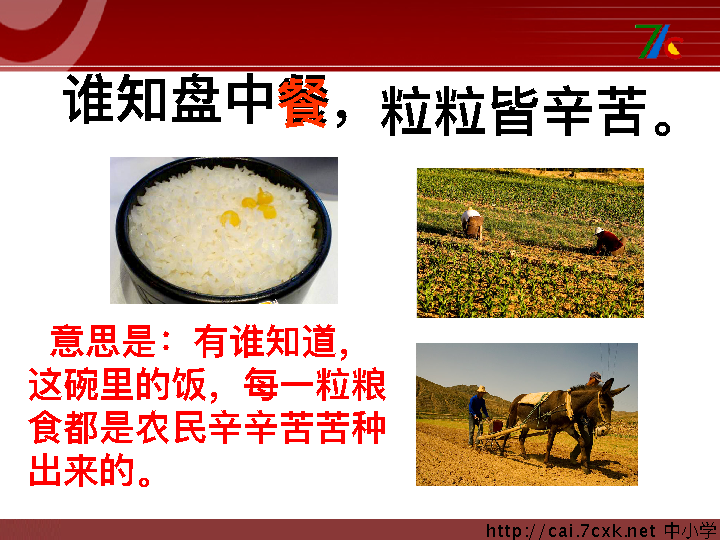 谁知盘中餐，粒粒皆辛苦。
意思是：有谁知道，
这碗里的饭，每一粒粮
食都是农民辛辛苦苦种
出来的。
7c
http://cai.7cxk.net 中小学